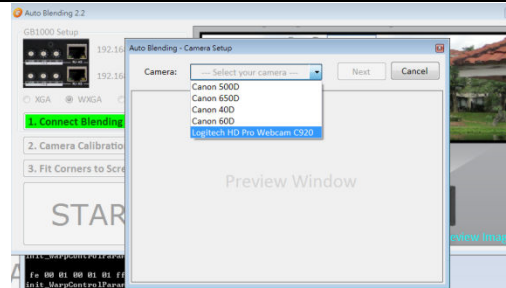 Auto Blending 2.2
GB1000 Setup
192.16
192.16
XGA WXGA
1. Connect Blending
2. Camera Calibratio
3. Fit Corners to Scre
STAR
Auto Blending - Camera Setup
Camera: --- Select your camera --- Next Cancel
Canon 500D
Canon 650D
Canon 40D
Canon 60D
Logitech HD Pro Webcam C920
Preview Window
eview Imag
init_WarpControlParam
fe 00 01 00 01 01 ff
init_WarpControlParam